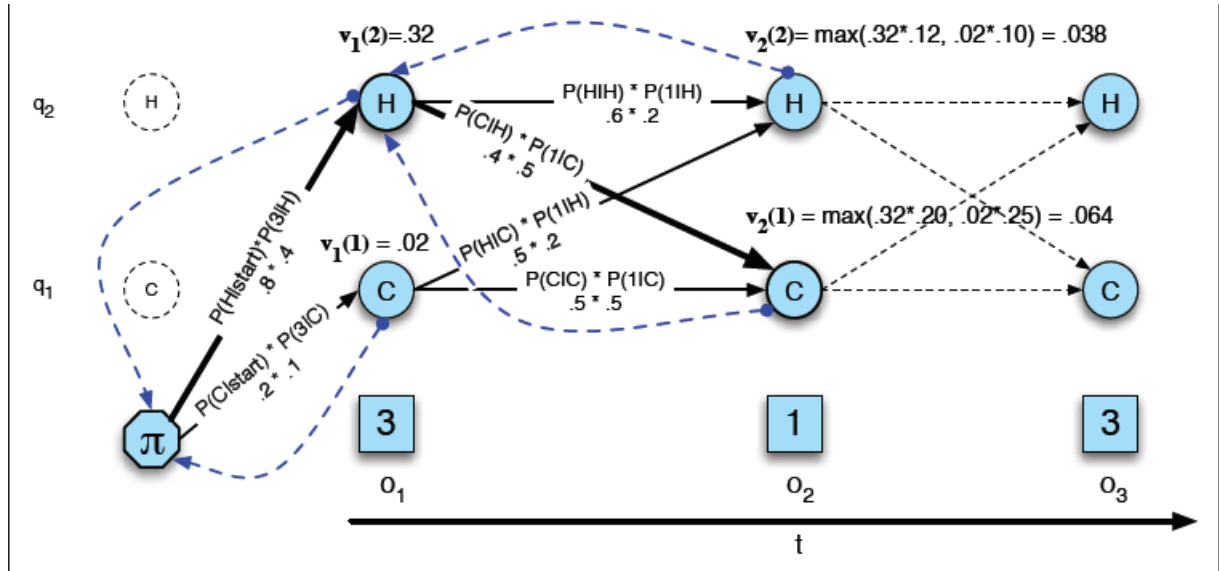 v1(2)=.32
v2(2)= max(.32*.12, .02*.10) = .038
q2
H
H
P(H|H) * P(1|H)
.6 * .2
H
H
P(C|H) * P(1|C)
.4 * .5
P(H|C) * P(1|H)
.5 * .2
v1(1) = .02
v2(1) = max(.32*.20, .02*.25) = .064
q1
C
C
P(C|C) * P(1|C)
.5 * .5
C
C
P(H|start)*P(3|H)
.8 * .4
P(C|start) * P(3|C)
.2 * .1
π
3
1
3
o1
o2
o3
t